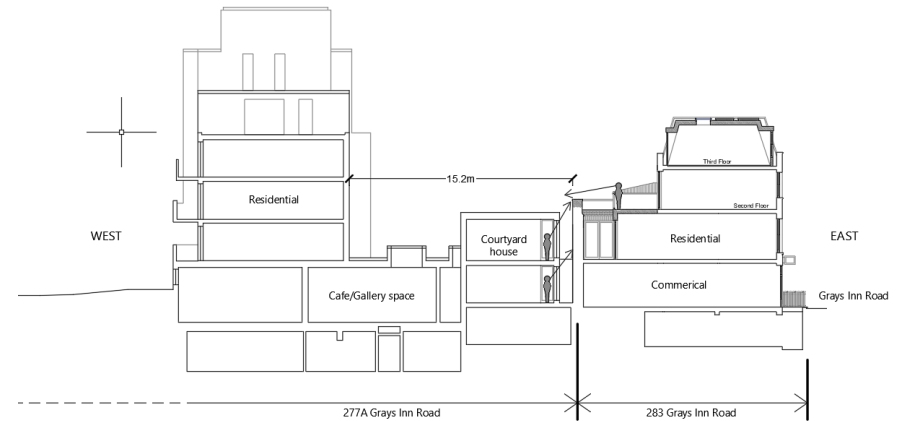 Third Floor
15.2m
Residential
Second Floor
WEST
Courtyard
house
Residential
EAST
Cafe/Gallery space
Commerical
Grays Inn Road
277A Grays Inn Road
283 Grays Inn Road